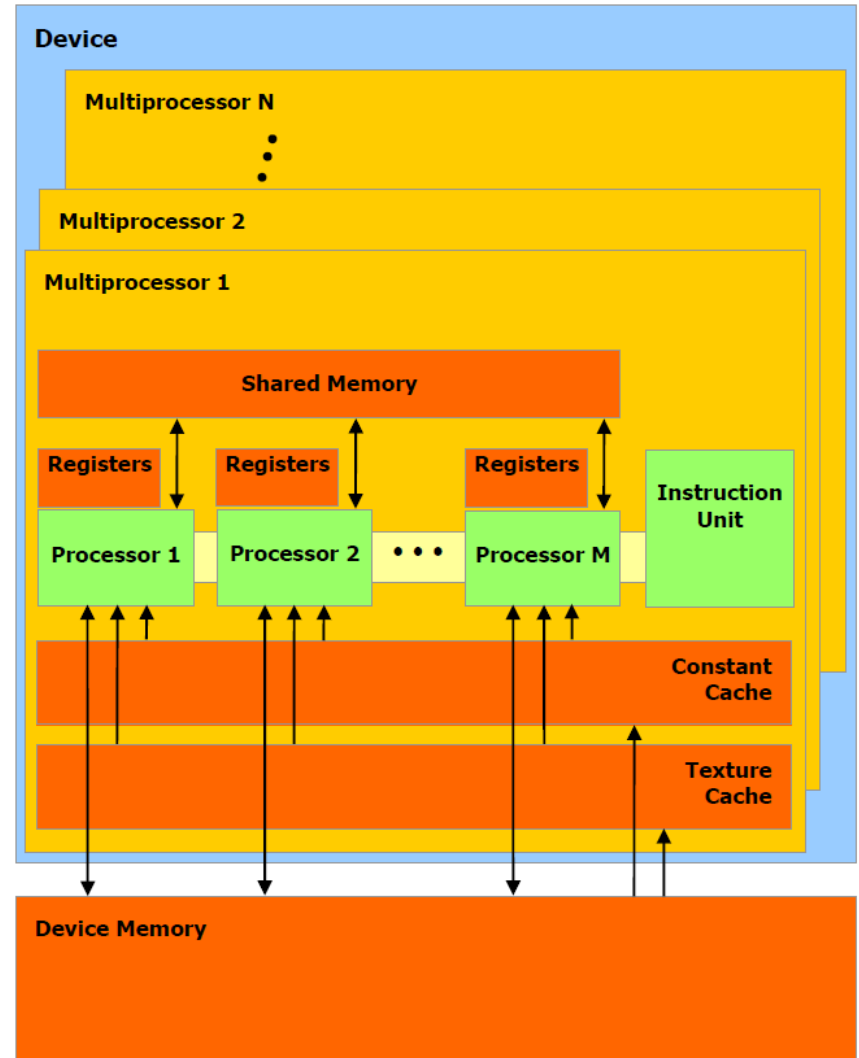 Device
Multiprocessor N
Multiprocessor 2
Multiprocessor 1
Shared Memory
Registers
Registers
Registers
Instruction
Unit
Processor 1
Processor 2
• • •
Processor M
Constant
Cache
Texture
Cache
Device Memory